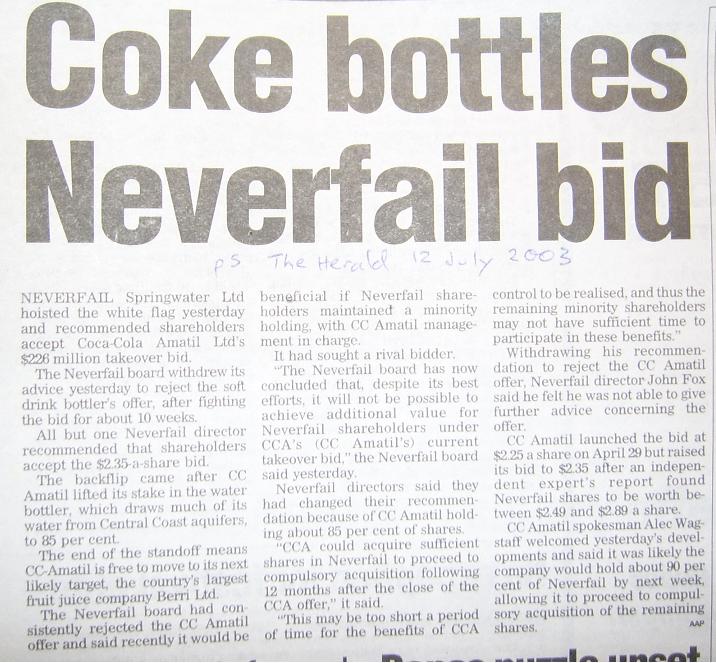 Coke bottles
Neverfail bid
p5 The Herald 12 July 2003
NEVERFAIL Springwater Ltd
hoisted the white flag yesterday
and recommended shareholders
accept Coca-Cola Amatil Ltd's
$226 million takeover bid.
The Neverfail board withdrew its
advice yesterday to reject the soft
drink bottler's offer, after fighting
the bid for about 10 weeks.
All but one Neverfail director
recommended that shareholders
accept the $2.35-a-share bid.
The backflip came after CC
Amatil lifted its stake in the water
bottler, which draws much of its
water from Central Coast aquifers,
to 85 per cent.
The end of the standoff means
CC-Amatil is free to move to its next
likely target, the country's largest
fruit juice company Berri Ltd.
The Neverfail board had con-
sistently rejected the CC Amatil
offer and said recently it would be
beneficial if Neverfail share-
holders maintained a minority
holding, with CC Amatil manage-
ment in charge.
It had sought a rival bidder.
"The Neverfail board has now
concluded that, despite its best
efforts, it will not be possible to
achieve additional value for
Neverfail shareholders under
CCA's (CC Amatil's) current
takeover bid," the Neverfail board
said yesterday.
Neverfail directors said they
had changed their recommen-
dation because of CC Amatil hold-
ing about 85 per cent of shares.
"CCA could acquire sufficient
shares in Neverfail to proceed to
compulsory acquisition following
12 months after the close of the
CCA offer," it said.
"This may be too short a period
of time for the benefits of CCA
control to be realised, and thus the
remaining minority shareholders
may not have sufficient time to
participate in these benefits."
Withdrawing his recommen-
dation to reject the CC Amatil
offer, Neverfail director John Fox
said he felt he was not able to give
further advice concerning the
offer.
CC Amatil launched the bid at
$2.25 a share on April 29 but raised
its bid to $2.35 after an indepen-
dent expert's report found
Neverfail shares to be worth be-
tween $2.49 and $2.89 a share.
CC Amatil spokesman Alec Wag-
staff welcomed yesterday's devel-
opments and said it was likely the
company would hold about 90 per
cent of Neverfail by next week,
allowing it to proceed to compul-
sory acquisition of the remaining
shares.
AAP